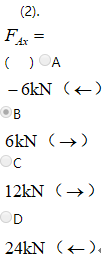 (2).
F_Ax =
( ) A
−6kN（←）
B
6kN（→）
C
12kN（→）
D
24kN（←）